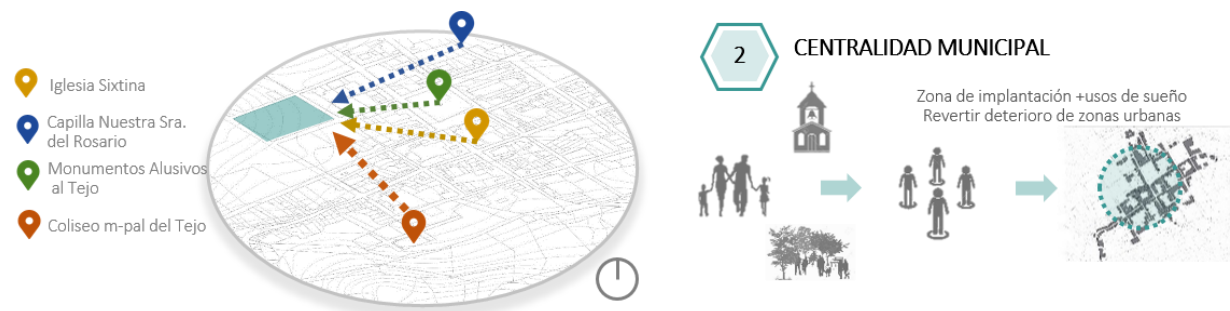 Iglesia Sixtina
Capilla Nuestra Sra.
del Rosario
Monumentos Alusivos
al Tejo
Coliseo m-pal del Tejo
2
CENTRALIDAD MUNICIPAL
Zona de implantación +usos de sueño
Revertir deterioro de zonas urbanas